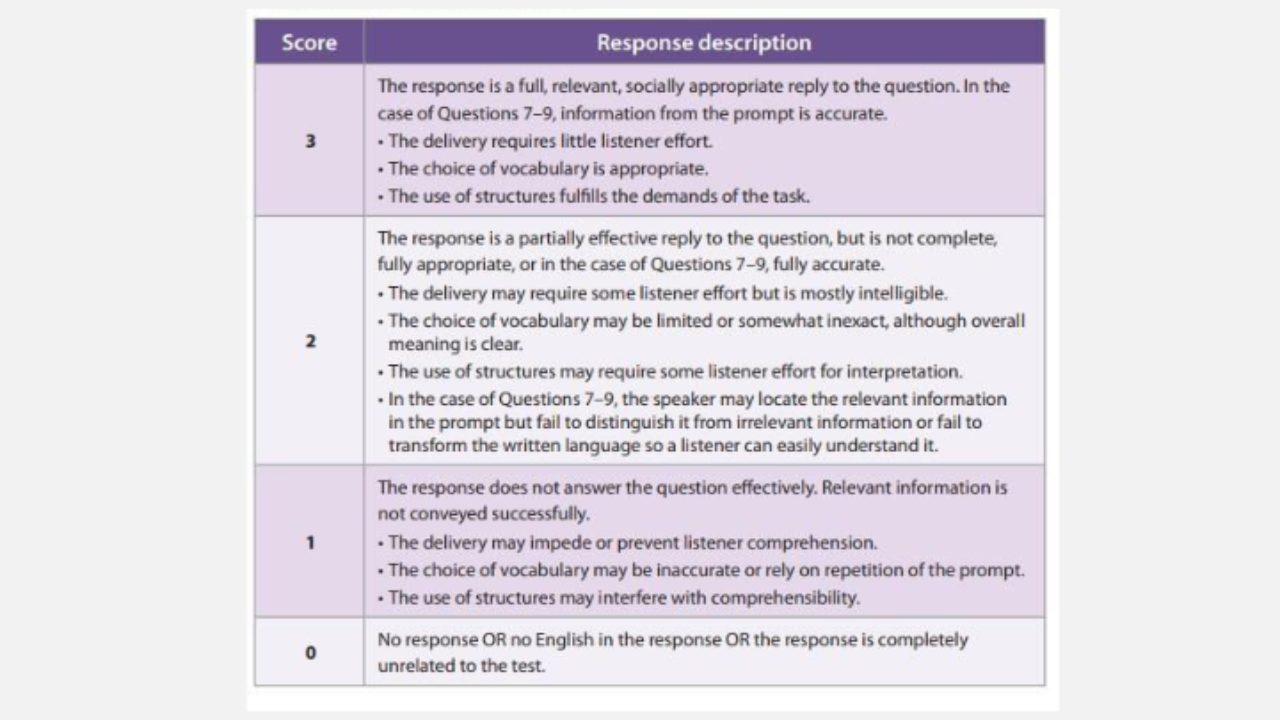 Score Response description
The response is a full, relevant, socially appropriate reply to the question. In the
case of Questions 7–9, information from the prompt is accurate.
3
• The delivery requires little listener effort.
• The choice of vocabulary is appropriate.
• The use of structures fulfills the demands of the task.
The response is a partially effective reply to the question, but is not complete,
fully appropriate, or in the case of Questions 7–9, fully accurate.
• The delivery may require some listener effort but is mostly intelligible.
• The choice of vocabulary may be limited or somewhat inexact, although overall
meaning is clear.
2
• The use of structures may require some listener effort for interpretation.
• In the case of Questions 7–9, the speaker may locate the relevant information
in the prompt but fail to distinguish it from irrelevant information or fail to
transform the written language so a listener can easily understand it.
The response does not answer the question effectively. Relevant information is
not conveyed successfully.
1
• The delivery may impede or prevent listener comprehension.
• The choice of vocabulary may be inaccurate or rely on repetition of the prompt.
• The use of structures may interfere with comprehensibility.
0
No response OR no English in the response OR the response is completely
unrelated to the test.